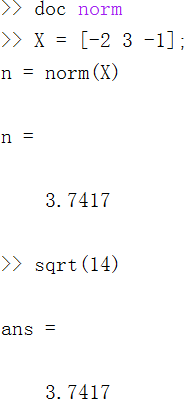 >> doc norm
>> X = [-2 3 -1];
n = norm(X)
n =
3.7417
>> sqrt(14)
ans =
3.7417